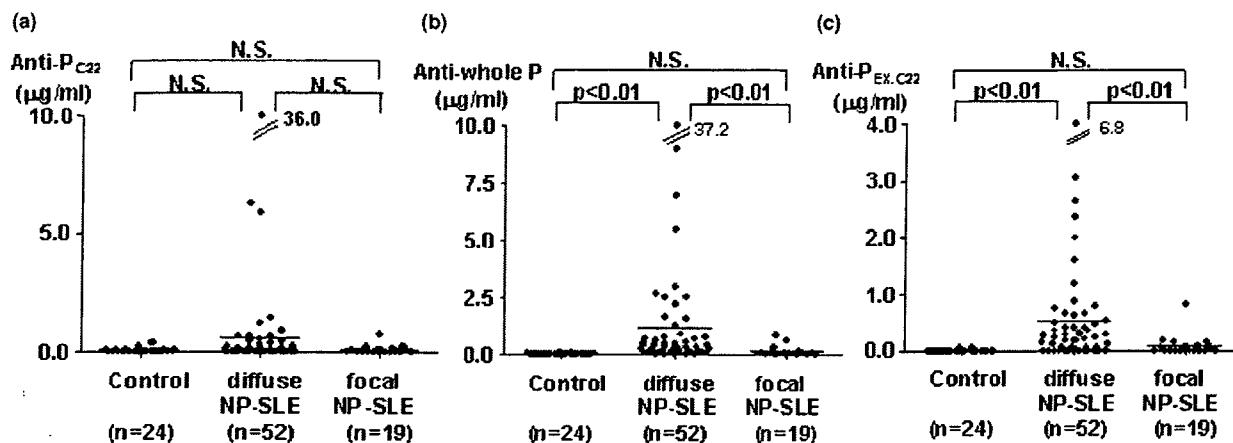 (a)
Anti-PC22
(µg/ml)
N.S.
N.S.
N.S.
10.0
36.0
5.0
0.0
Control
diffuse
NP-SLE
focal
NP-SLE
(n=24)
(n=52)
(n=19)
(b)
Anti-whole P
(µg/ml)
N.S.
p<0.01
p<0.01
10.0
37.2
7.5
5.0
2.5
0.0
Control
diffuse
NP-SLE
focal
NP-SLE
(n=24)
(n=52)
(n=19)
(c)
Anti-PEX.C22
(µg/ml)
N.S.
p<0.01
p<0.01
4.0
6.8
3.0
2.0
1.0
0.0
Control
diffuse
NP-SLE
focal
NP-SLE
(n=24)
(n=52)
(n=19)